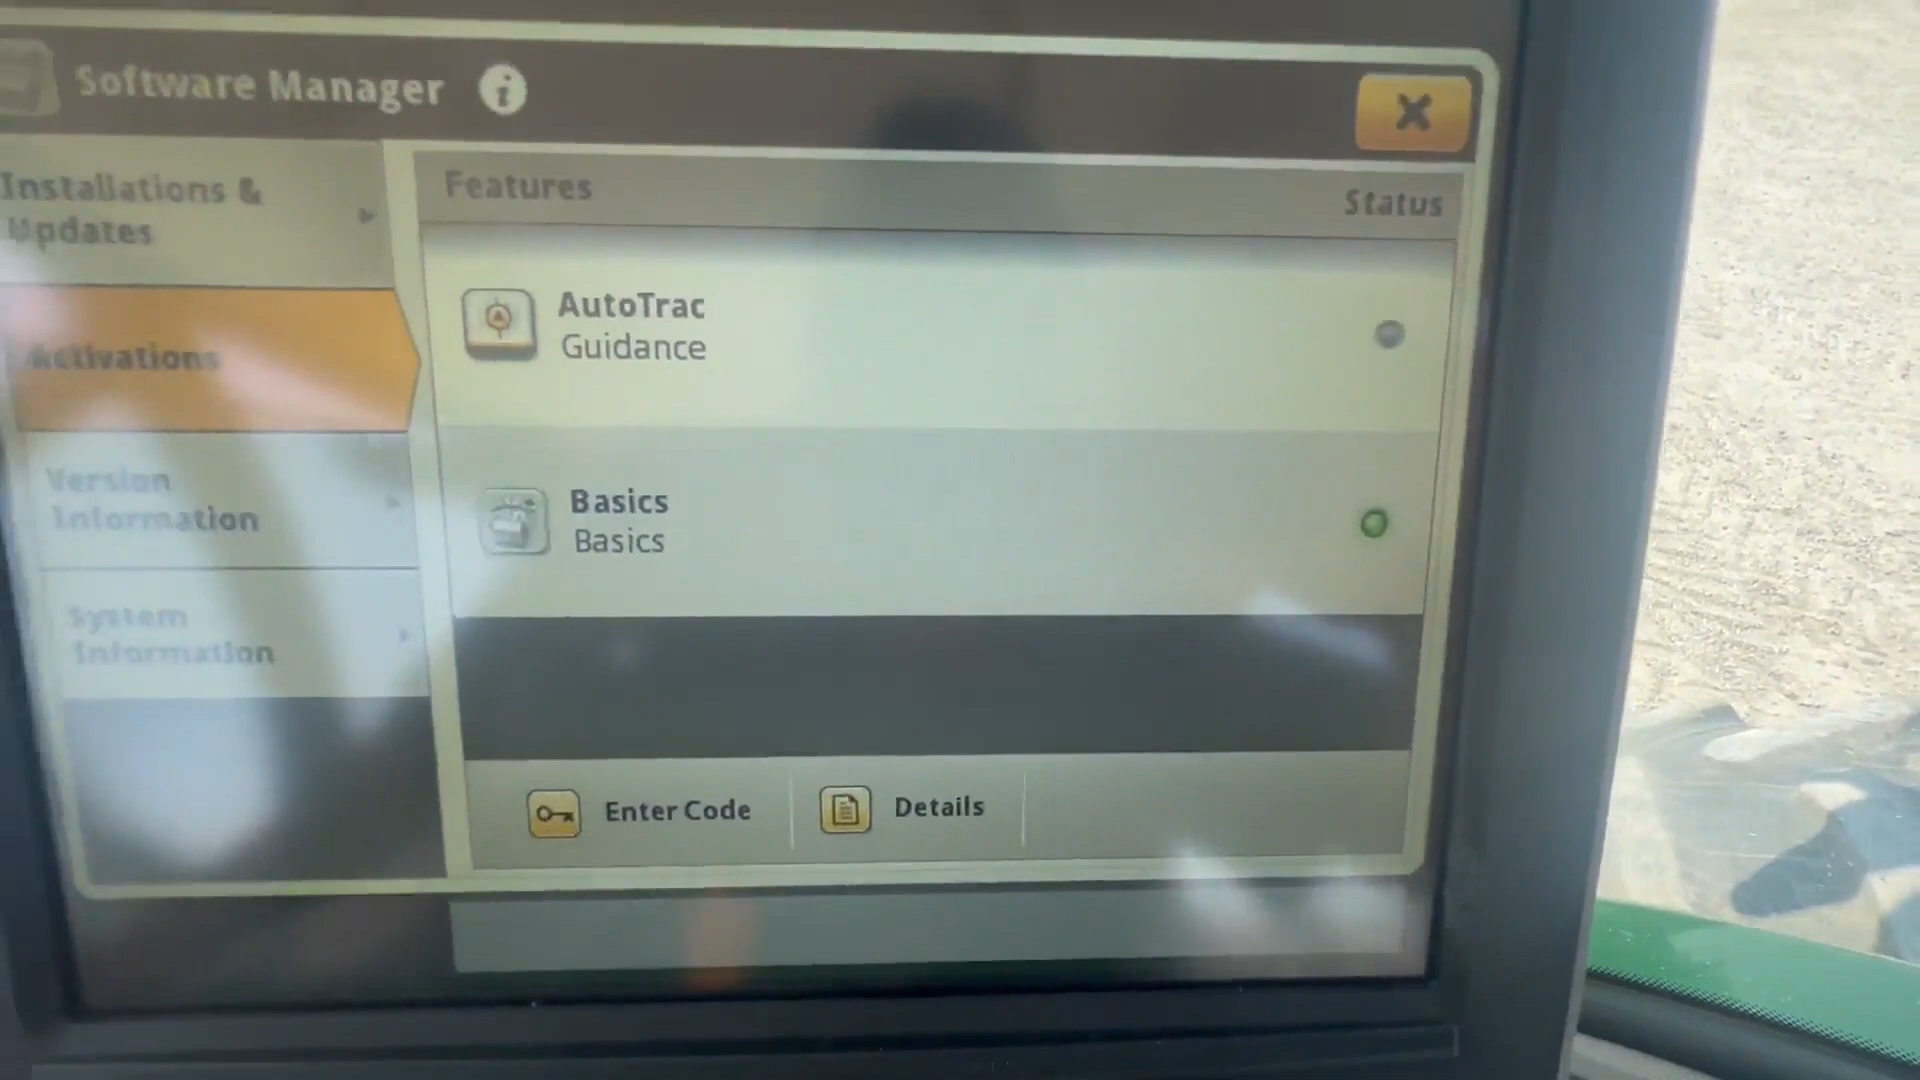 Software Manager
Installations &
Updates
Activations
Version
Information
System
Information
Features
Status
AutoTrac
Guidance
Basics
Basics
Enter Code
Details